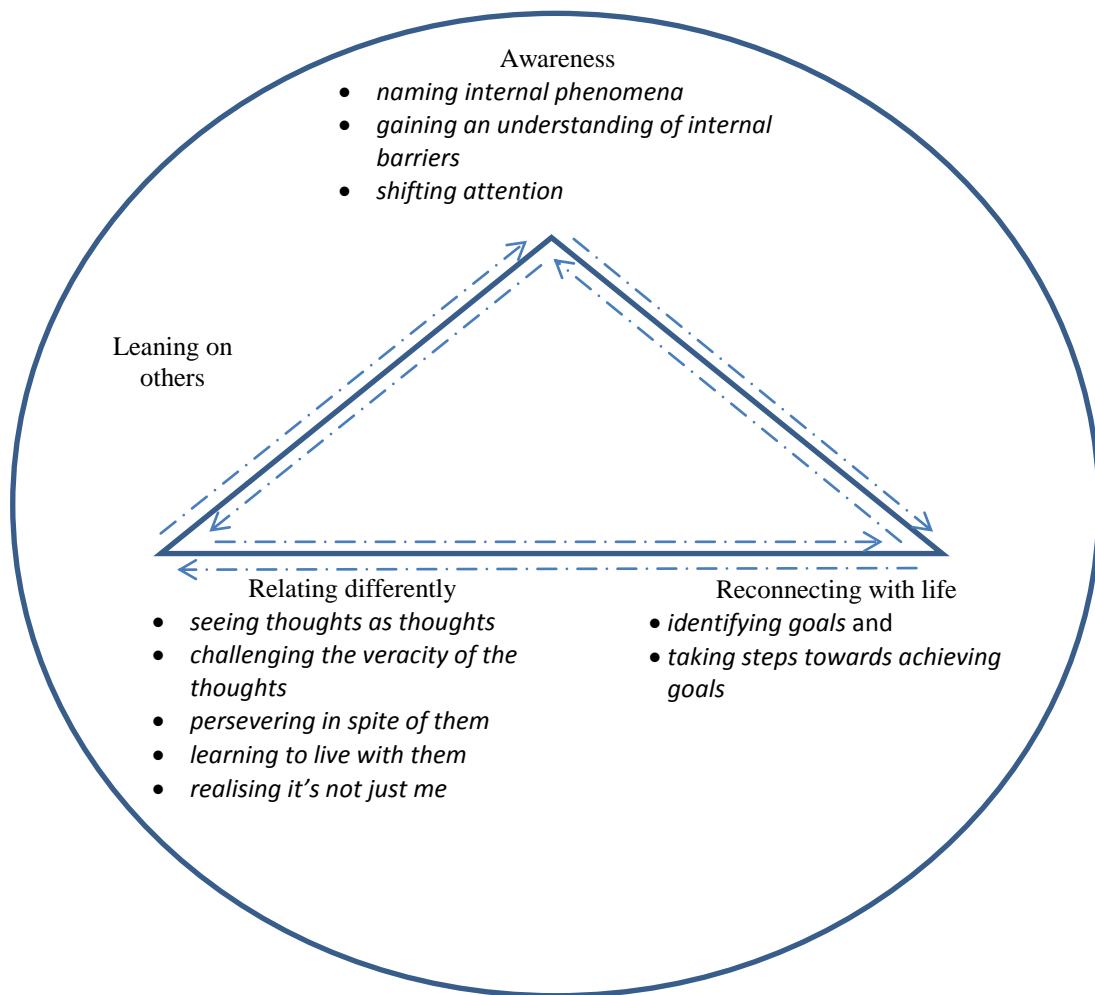 Awareness
• naming internal phenomena
• gaining an understanding of internal
barriers
• shifting attention
Leaning on
others
Relating differently
• seeing thoughts as thoughts
• challenging the veracity of the
thoughts
• persevering in spite of them
• learning to live with them
• realising it’s not just me
Reconnecting with life
• identifying goals and
• taking steps towards achieving
goals